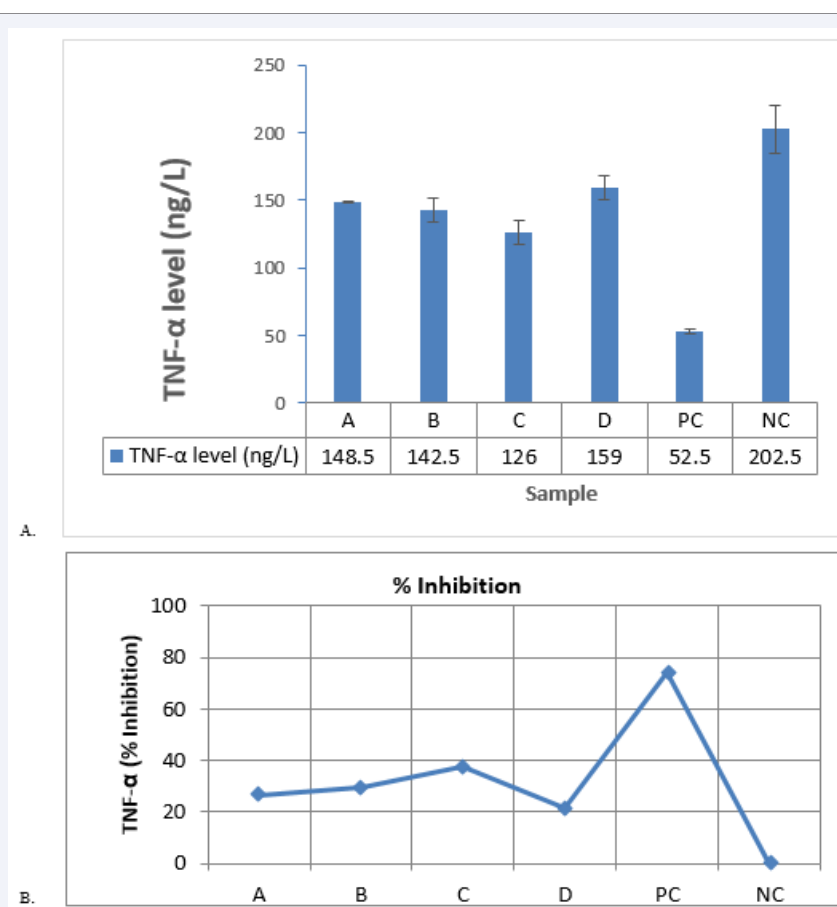 250
200
150
100
50
0
TNF-α level (ng/L)
A B C D PC NC
TNF-α level (ng/L) 148.5 142.5 126 159 52.5 202.5
Sample
A.
% Inhibition
100
80
60
40
20
0
TNF-α (% Inhibition)
A B C D PC NC
B.